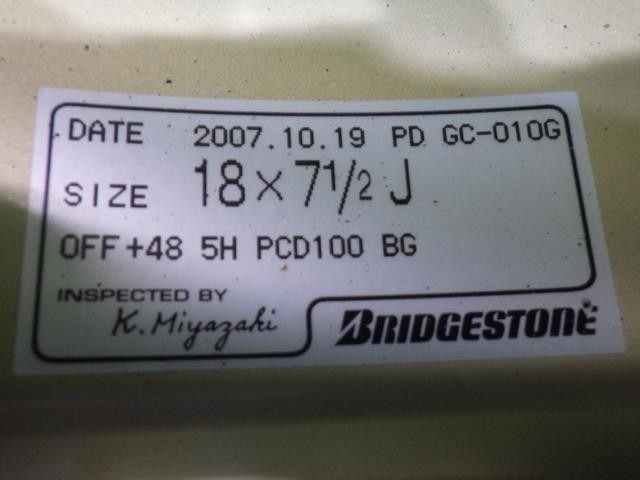 DATE 2007.10.19 PD GC-010G
SIZE 18×7½ J
OFF+48 5H PCD100 BG
INSPECTED BY
K. Miyazaki
BRIDGESTONE